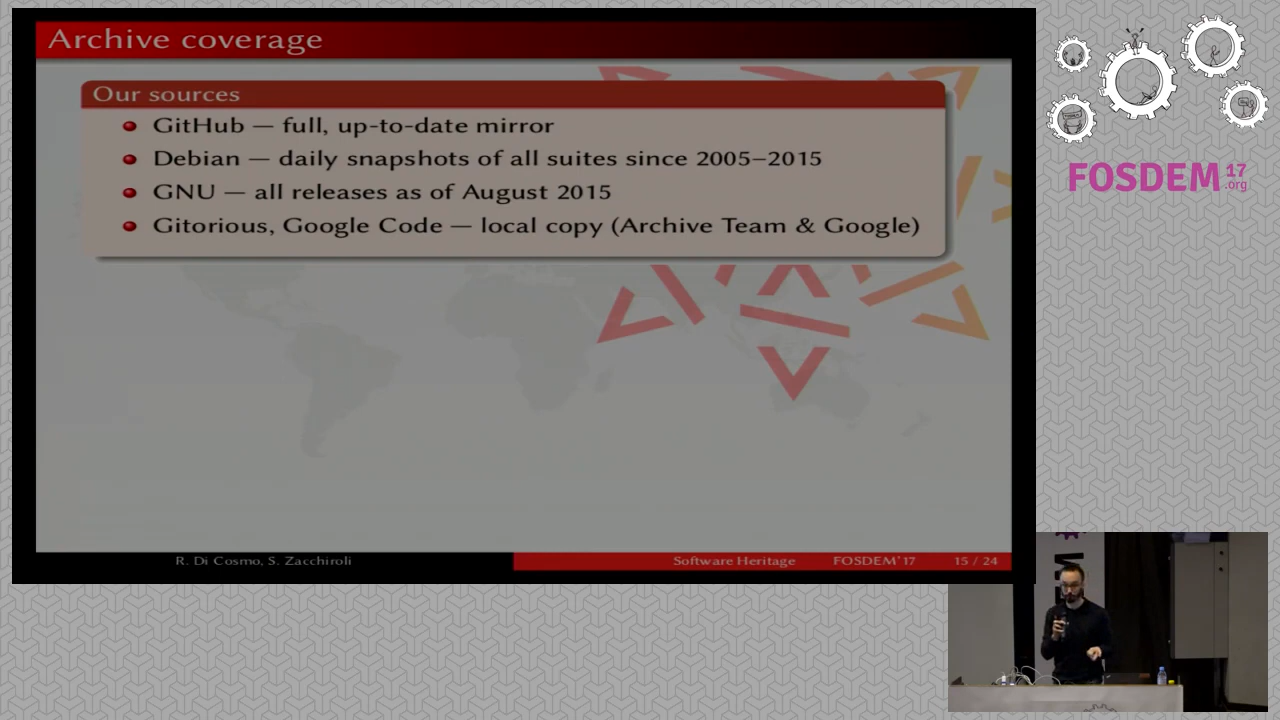 Archive coverage
Our sources
GitHub — full, up-to-date mirror
Debian — daily snapshots of all suites since 2005–2015
GNU — all releases as of August 2015
Gitorious, Google Code — local copy (Archive Team & Google)
R. Di Cosmo, S. Zacchiroli
Software Heritage
FOSDEM'17
15 / 24
FOSDEM 17
.org